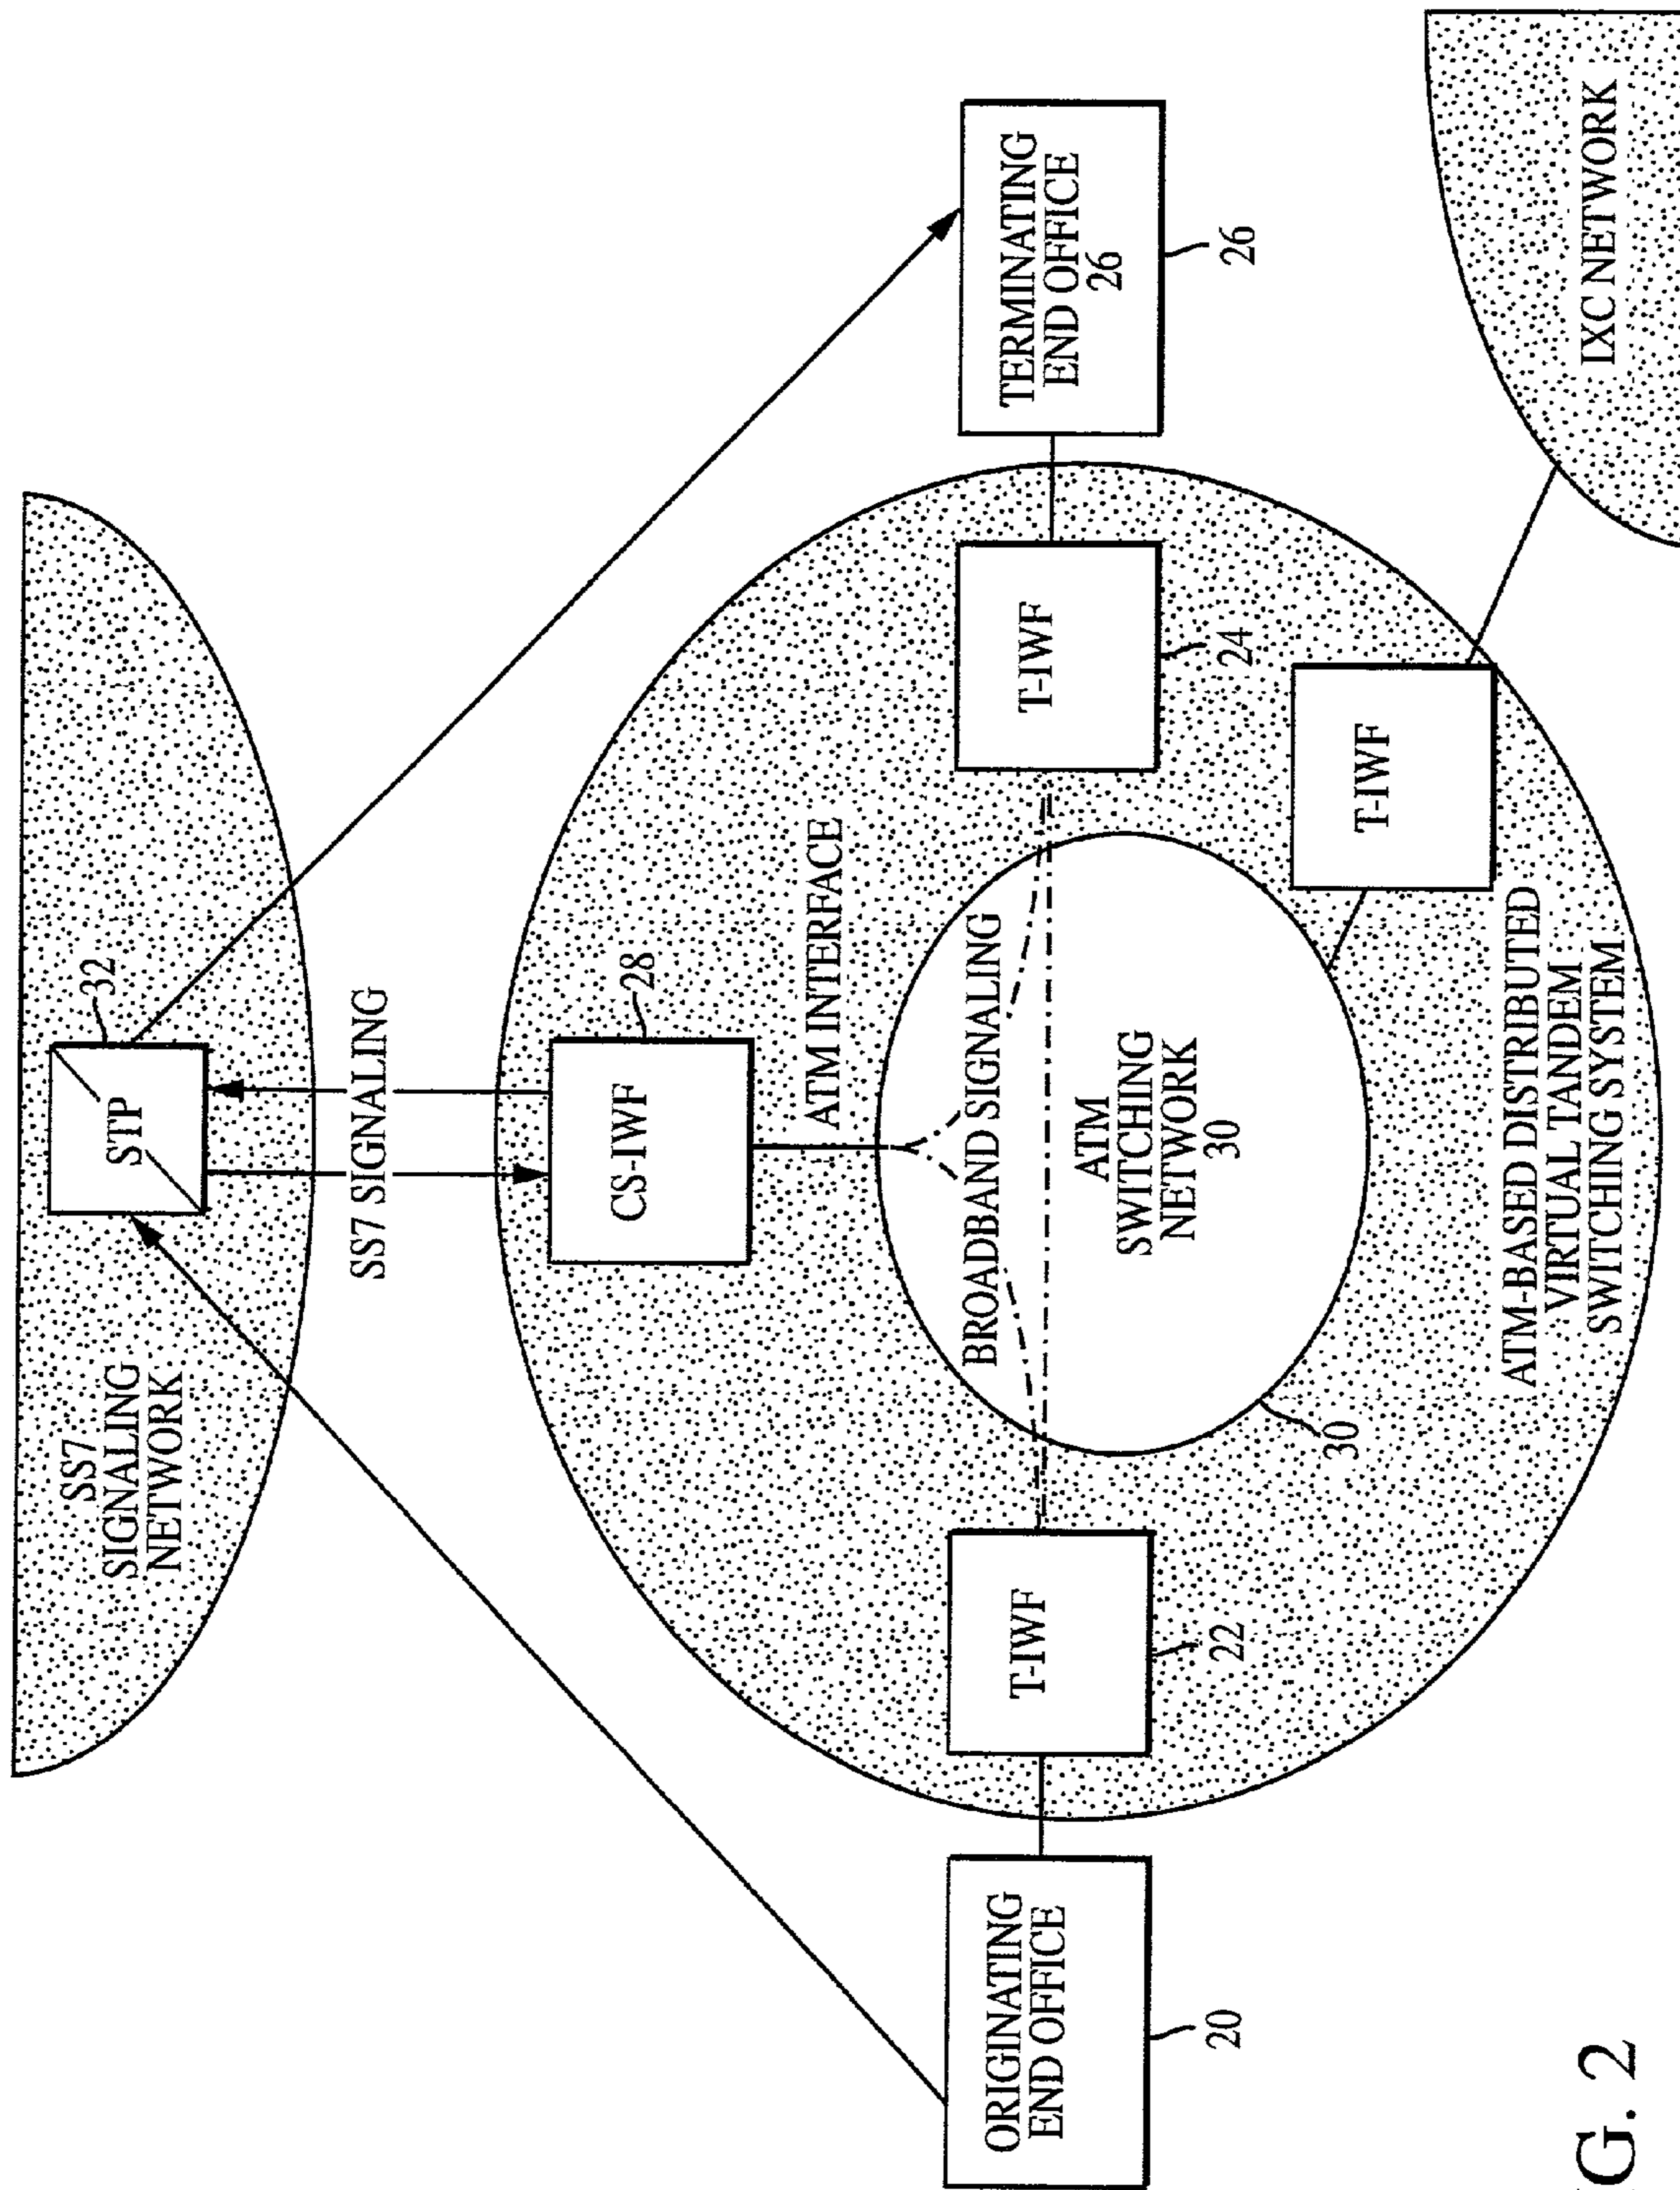 SS7
SIGNALING
NETWORK
STP
32
SS7 SIGNALING
CS-IWF
28
ATM INTERFACE
BROADBAND SIGNALING
ORIGINATING
END OFFICE
20
T-IWF
22
ATM
SWITCHING
NETWORK
30
30
T-IWF
24
TERMINATING
END OFFICE
26
26
T-IWF
ATM-BASED DISTRIBUTED
VIRTUAL TANDEM
SWITCHING SYSTEM
IXC NETWORK
G. 2